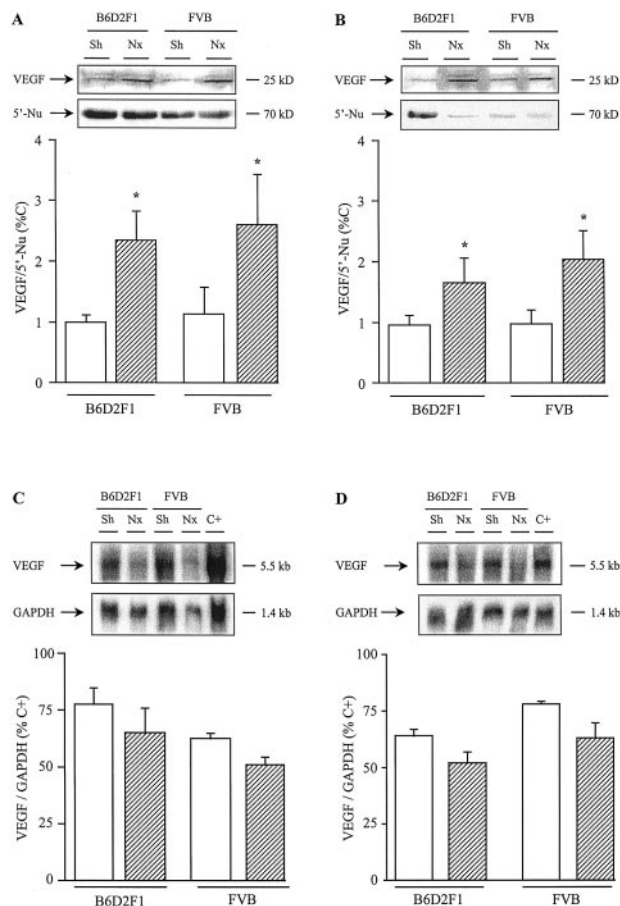 A
B6D2F1 FVB
Sh Nx Sh Nx
VEGF 25 kD
5'-Nu 70 kD
VEGF/5'-Nu (%C)
4
3
2
1
0
* *
B6D2F1 FVB
B
B6D2F1 FVB
Sh Nx Sh Nx
VEGF 25 kD
5'-Nu 70 kD
VEGF/5'-Nu (%C)
4
3
2
1
0
* *
B6D2F1 FVB
C
B6D2F1 FVB
Sh Nx Sh Nx C+
VEGF 5.5 kb
GAPDH 1.4 kb
VEGF / GAPDH (% C+)
100
75
50
25
0
B6D2F1 FVB
D
B6D2F1 FVB
Sh Nx Sh Nx C+
VEGF 5.5 kb
GAPDH 1.4 kb
VEGF / GAPDH (% C+)
100
75
50
25
0
B6D2F1 FVB